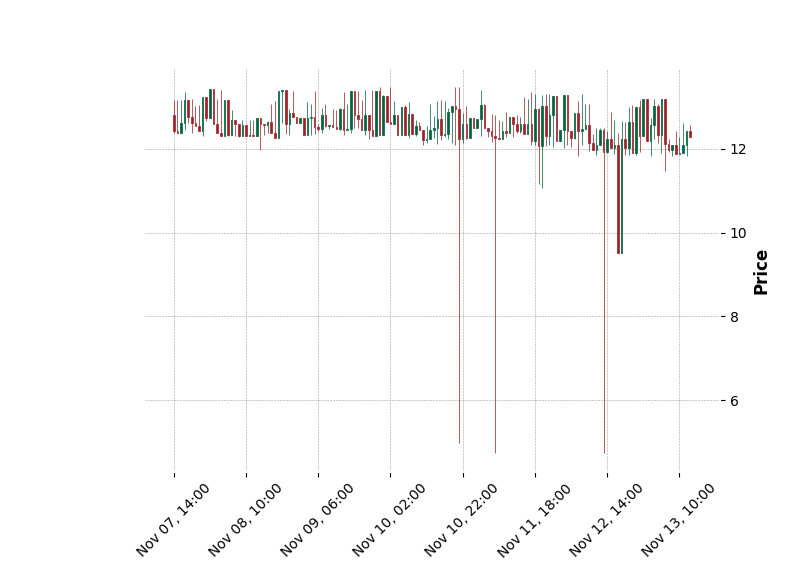 12
10
8
6
Price
Nov 07, 14:00
Nov 08, 10:00
Nov 09, 06:00
Nov 10, 02:00
Nov 10, 22:00
Nov 11, 18:00
Nov 12, 14:00
Nov 13, 10:00